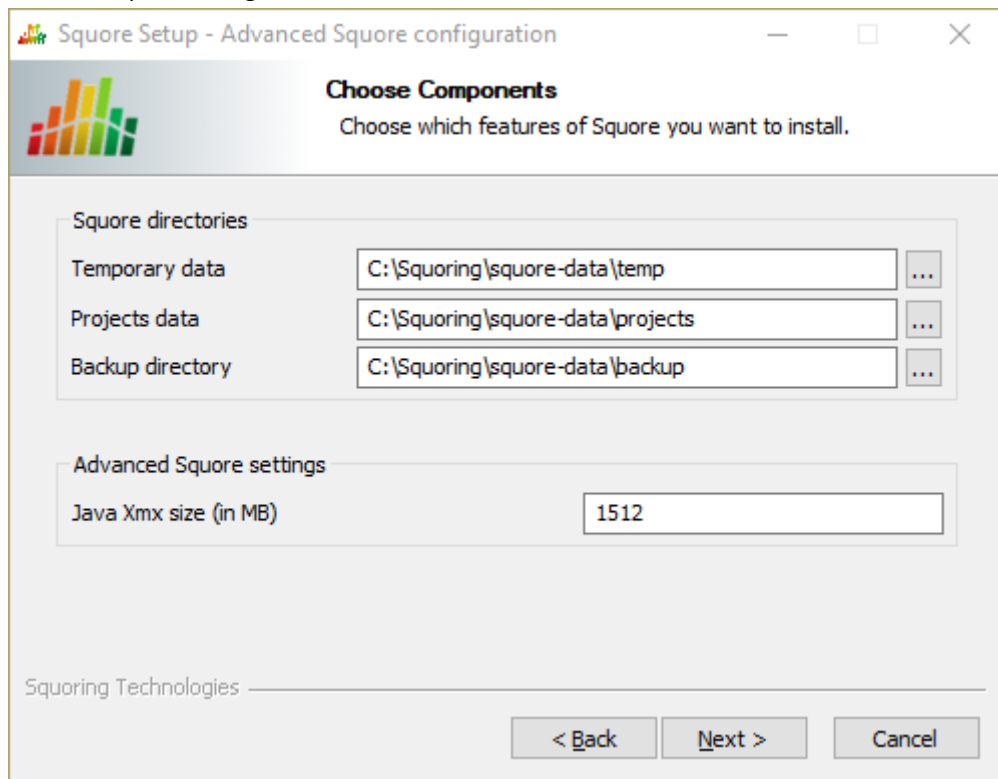 Squore Setup - Advanced Squore configuration
Choose Components
Choose which features of Squore you want to install.
Squore directories
Temporary data C:\Squoring\squore-data\temp ...
Projects data C:\Squoring\squore-data\projects ...
Backup directory C:\Squoring\squore-data\backup ...
Advanced Squore settings
Java Xmx size (in MB) 1512
Squoring Technologies
< Back Next > Cancel